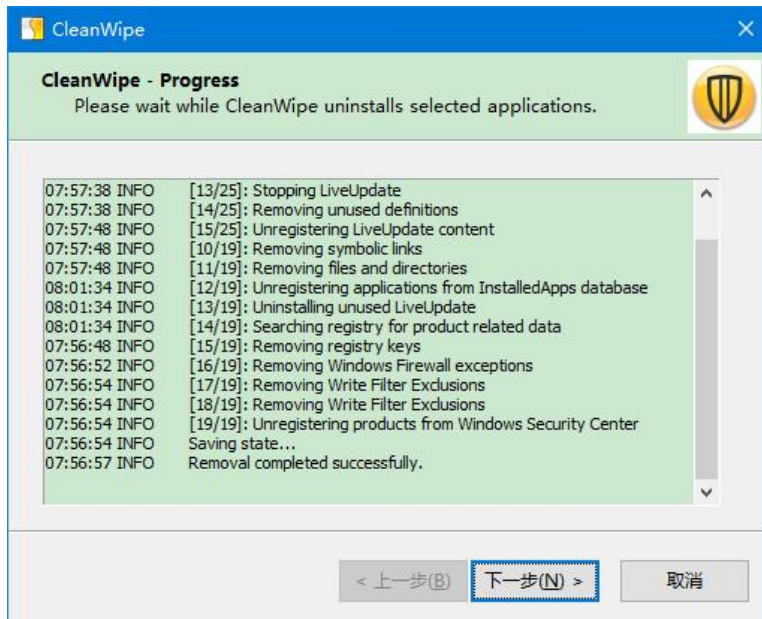 CleanWipe
CleanWipe - Progress
Please wait while CleanWipe uninstalls selected applications.
07:57:38 INFO [13/25]: Stopping LiveUpdate
07:57:38 INFO [14/25]: Removing unused definitions
07:57:48 INFO [15/25]: Unregistering LiveUpdate content
07:57:48 INFO [10/19]: Removing symbolic links
07:57:48 INFO [11/19]: Removing files and directories
08:01:34 INFO [12/19]: Unregistering applications from InstalledApps database
08:01:34 INFO [13/19]: Uninstalling unused LiveUpdate
08:01:34 INFO [14/19]: Searching registry for product related data
07:56:48 INFO [15/19]: Removing registry keys
07:56:52 INFO [16/19]: Removing Windows Firewall exceptions
07:56:54 INFO [17/19]: Removing Write Filter Exclusions
07:56:54 INFO [18/19]: Removing Write Filter Exclusions
07:56:54 INFO [19/19]: Unregistering products from Windows Security Center
07:56:54 INFO Saving state...
07:56:57 INFO Removal completed successfully.
< 上一步(B) 下一步(N) > 取消